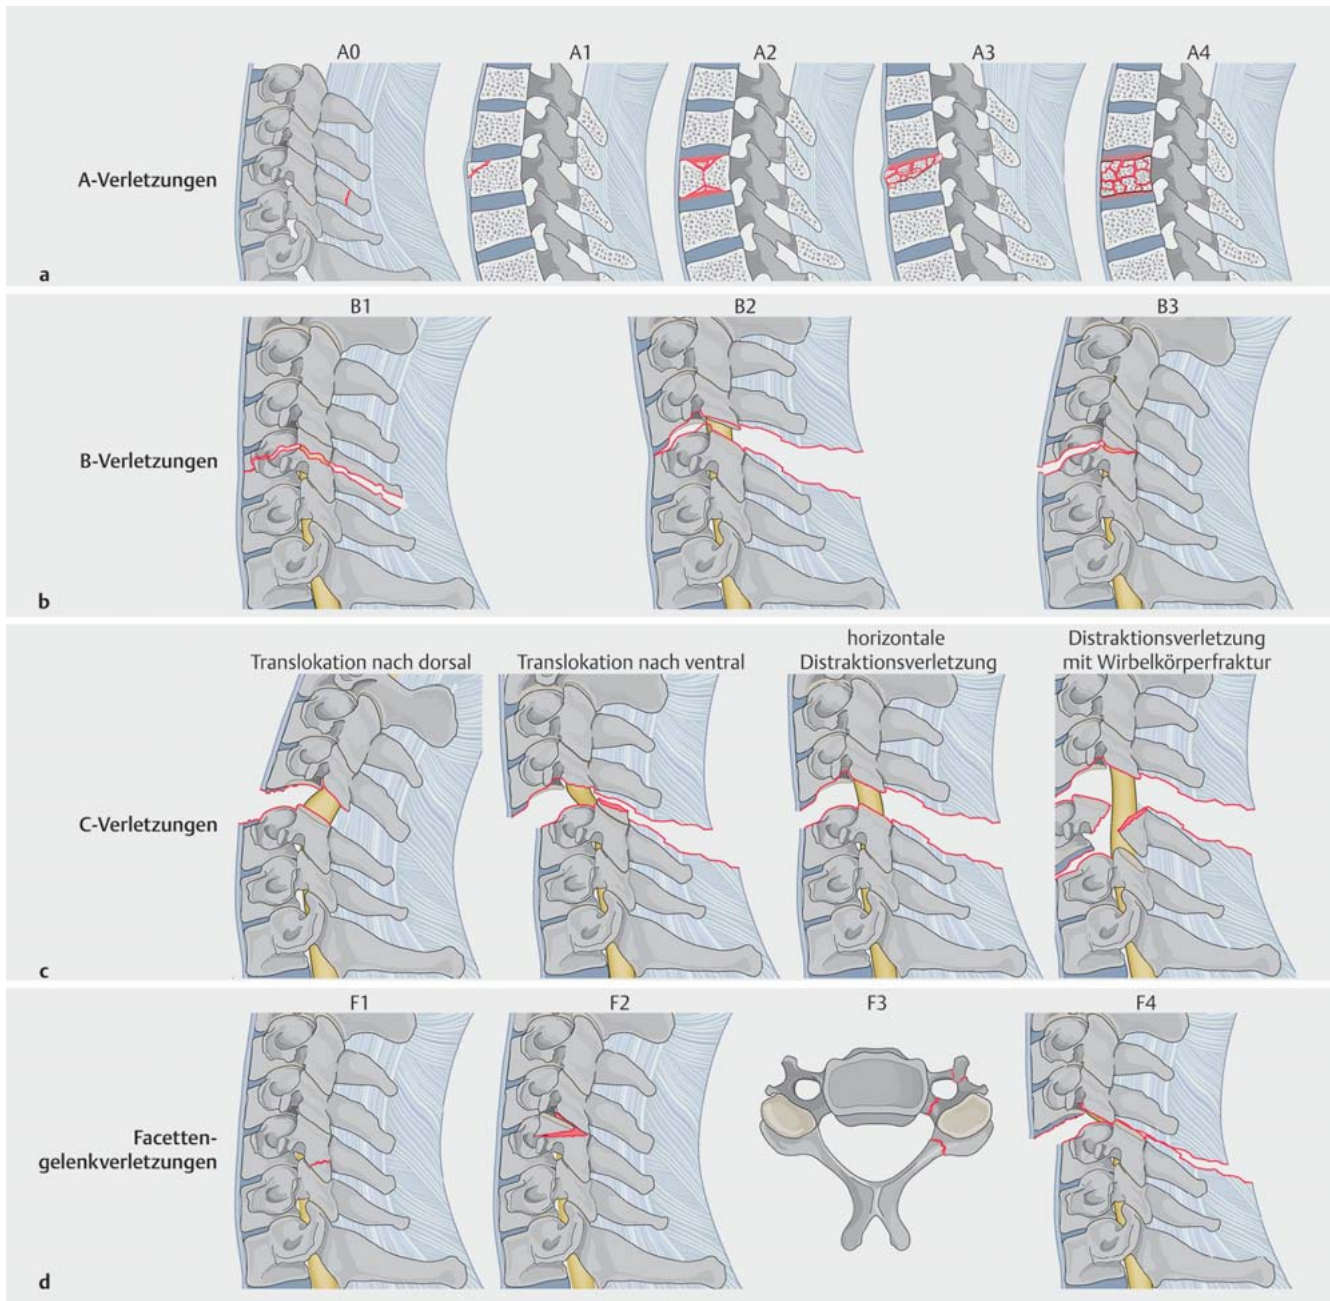 A0
A1
A2
A3
A4
A-Verletzungen
a
B1
B2
B3
B-Verletzungen
b
Translokation nach dorsal
Translokation nach ventral
horizontale
Distraktionsverletzung
Distraktionsverletzung
mit Wirbelkörperfraktur
C-Verletzungen
c
F1
F2
F3
F4
Facetten-
gelenkverletzungen
d